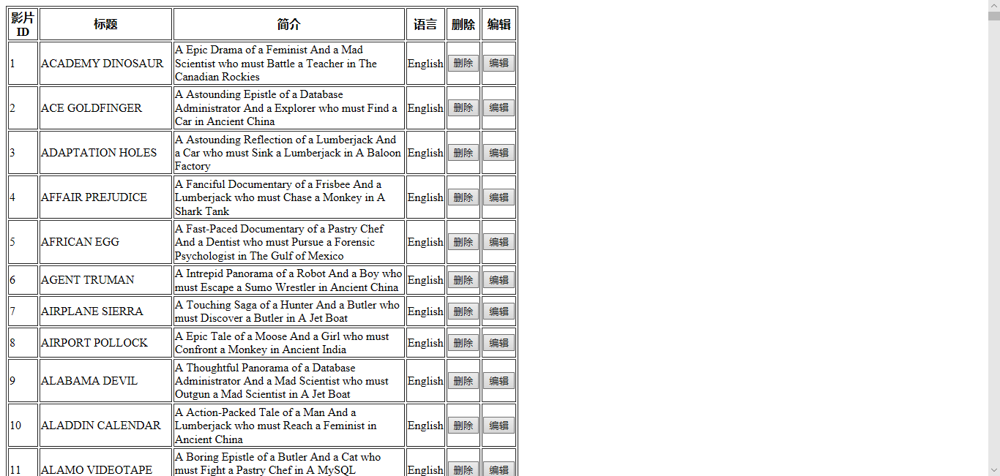 影片
ID
标题
简介
语言
删除
编辑
1
ACADEMY DINOSAUR
A Epic Drama of a Feminist And a Mad
Scientist who must Battle a Teacher in The
Canadian Rockies
English
删除
编辑
2
ACE GOLDFINGER
A Astounding Epistle of a Database
Administrator And a Explorer who must Find a
Car in Ancient China
English
删除
编辑
3
ADAPTATION HOLES
A Astounding Reflection of a Lumberjack And
a Car who must Sink a Lumberjack in A Baloon
Factory
English
删除
编辑
4
AFFAIR PREJUDICE
A Fanciful Documentary of a Frisbee And a
Lumberjack who must Chase a Monkey in A
Shark Tank
English
删除
编辑
5
AFRICAN EGG
A Fast-Paced Documentary of a Pastry Chef
And a Dentist who must Pursue a Forensic
Psychologist in The Gulf of Mexico
English
删除
编辑
6
AGENT TRUMAN
A Intrepid Panorama of a Robot And a Boy who
must Escape a Sumo Wrestler in Ancient China
English
删除
编辑
7
AIRPLANE SIERRA
A Touching Saga of a Hunter And a Butler who
must Discover a Butler in A Jet Boat
English
删除
编辑
8
AIRPORT POLLOCK
A Epic Tale of a Moose And a Girl who must
Confront a Monkey in Ancient India
English
删除
编辑
9
ALABAMA DEVIL
A Thoughtful Panorama of a Database
Administrator And a Mad Scientist who must
Outgun a Mad Scientist in A Jet Boat
English
删除
编辑
10
ALADDIN CALENDAR
A Action-Packed Tale of a Man And a
Lumberjack who must Reach a Feminist in
Ancient China
English
删除
编辑
11
ALAMO VIDEOTAPE
A Boring Epistle of a Butler And a Cat who
must Fight a Pastry Chef in A MySQL
English
删除
编辑